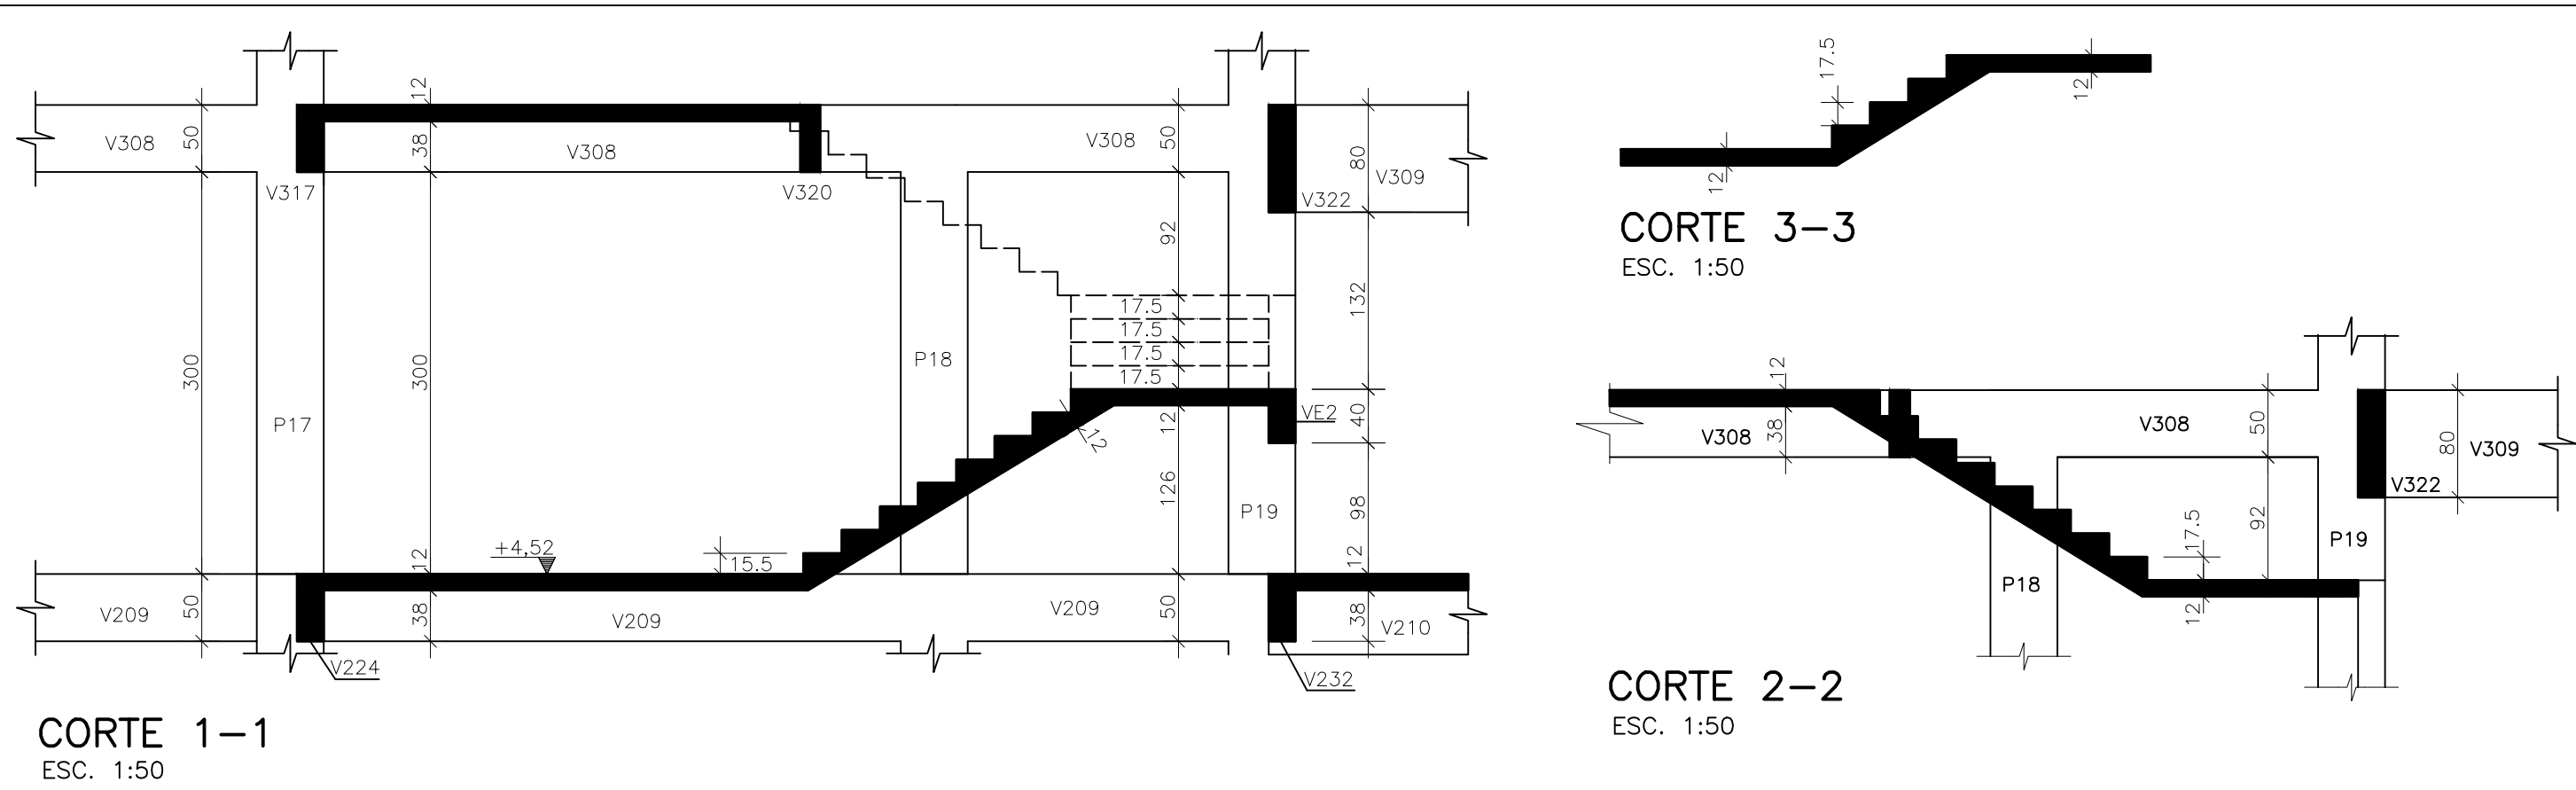 12
17.5
12
12
CORTE 3-3
ESC. 1:50
V308
50
38
V308
V308
50
80
V309
V317
V320
V322
92
132
17.5
17.5
17.5
17.5
300
300
P18
P17
12
VE2
40
12
126
P19
98
+4,52
15.5
12
12
V209
50
38
V209
V209
50
38
V210
V224
V232
CORTE 1-1
ESC. 1:50
12
V308
38
V308
50
80
V309
V322
17.5
92
P19
P18
12
CORTE 2-2
ESC. 1:50